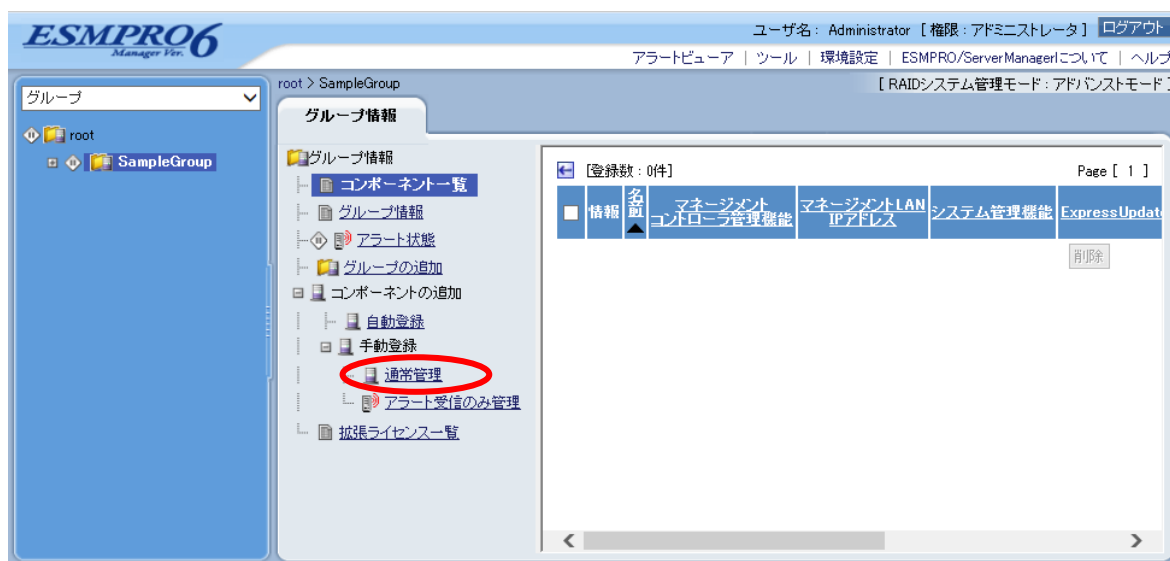 ESMPRO6
Manager Ver.
ユーザ名： Administrator [ 権限：アドミニストレータ ] ログアウト
アラートビューア | ツール | 環境設定 | ESMPRO/ServerManagerについて | ヘルプ
グループ
root
SampleGroup
root > SampleGroup
[ RAIDシステム管理モード：アドバンストモード ]
グループ情報
グループ情報
コンポーネント一覧
グループ情報
アラート状態
グループの追加
コンポーネントの追加
自動登録
手動登録
通常管理
アラート受信のみ管理
拡張ライセンス一覧
[登録数：0件]
Page [ 1 ]
情報
名前
マネージメント
コントローラ管理機能
マネージメントLAN
IPアドレス
システム管理機能
ExpressUpdat
削除